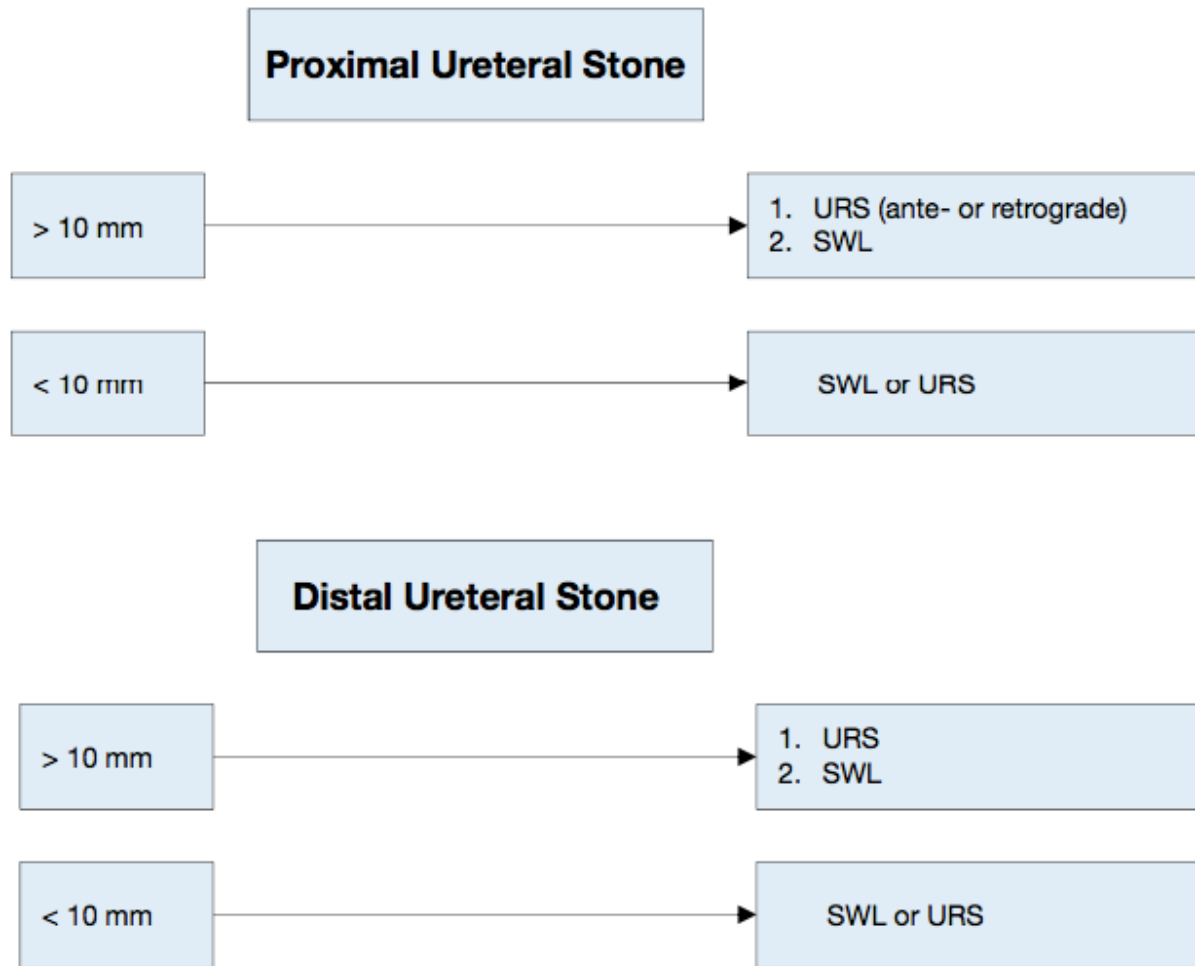 Proximal Ureteral Stone
> 10 mm
1. URS (ante- or retrograde)
2. SWL
< 10 mm
SWL or URS
Distal Ureteral Stone
> 10 mm
1. URS
2. SWL
< 10 mm
SWL or URS